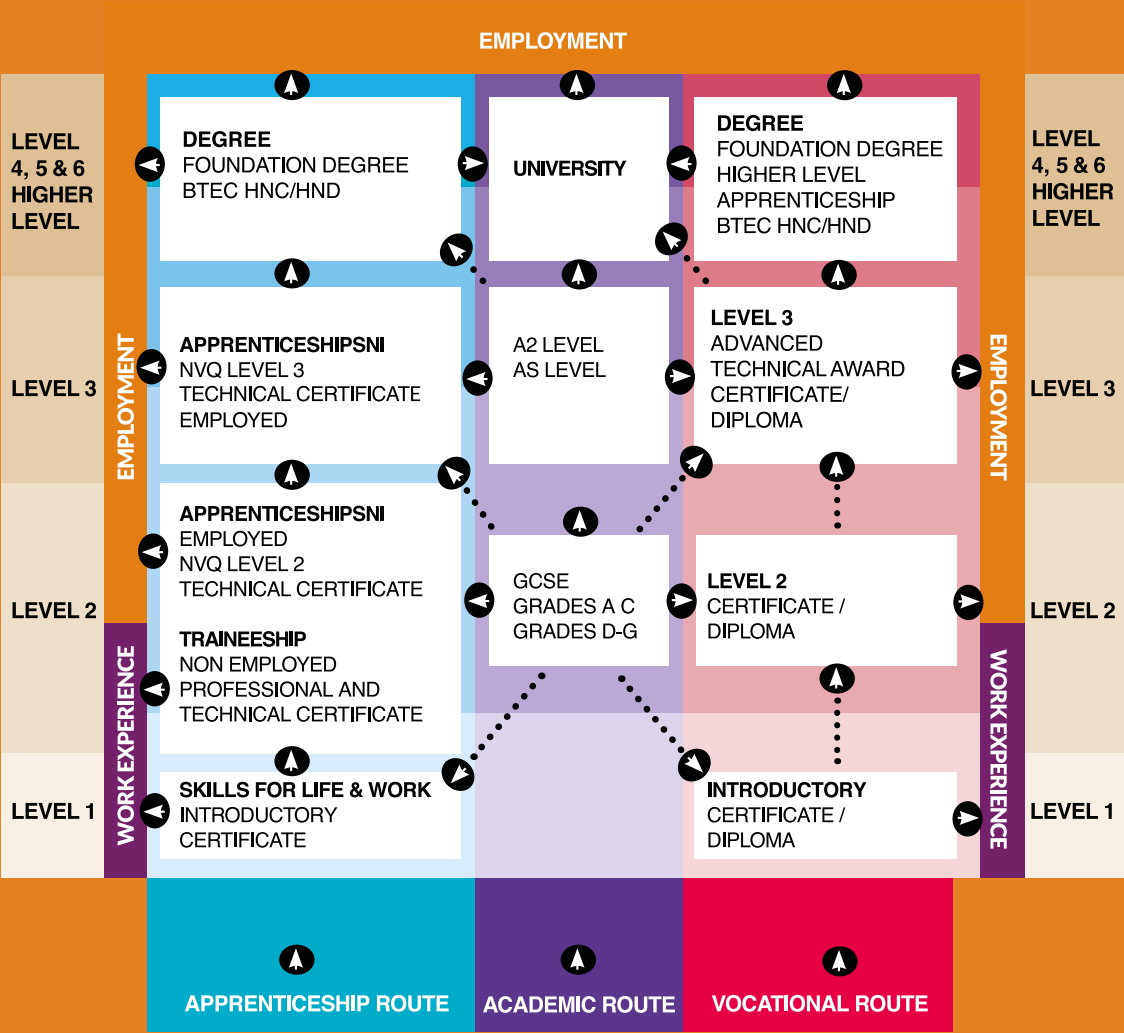 EMPLOYMENT
LEVEL
4, 5 & 6
HIGHER
LEVEL
DEGREE
FOUNDATION DEGREE
BTEC HNC/HND
UNIVERSITY
DEGREE
FOUNDATION DEGREE
HIGHER LEVEL
APPRENTICESHIP
BTEC HNC/HND
LEVEL
4, 5 & 6
HIGHER
LEVEL
EMPLOYMENT
LEVEL 3
APPRENTICESHIPSNI
NVQ LEVEL 3
TECHNICAL CERTIFICATE
EMPLOYED
A2 LEVEL
AS LEVEL
LEVEL 3
ADVANCED
TECHNICAL AWARD
CERTIFICATE/
DIPLOMA
EMPLOYMENT
LEVEL 3
LEVEL 2
APPRENTICESHIPSNI
EMPLOYED
NVQ LEVEL 2
TECHNICAL CERTIFICATE
TRAINEESHIP
NON EMPLOYED
PROFESSIONAL AND
TECHNICAL CERTIFICATE
GCSE
GRADES A C
GRADES D-G
LEVEL 2
CERTIFICATE /
DIPLOMA
LEVEL 2
WORK EXPERIENCE
LEVEL 1
SKILLS FOR LIFE & WORK
INTRODUCTORY
CERTIFICATE
INTRODUCTORY
CERTIFICATE /
DIPLOMA
WORK EXPERIENCE
LEVEL 1
APPRENTICESHIP ROUTE
ACADEMIC ROUTE
VOCATIONAL ROUTE